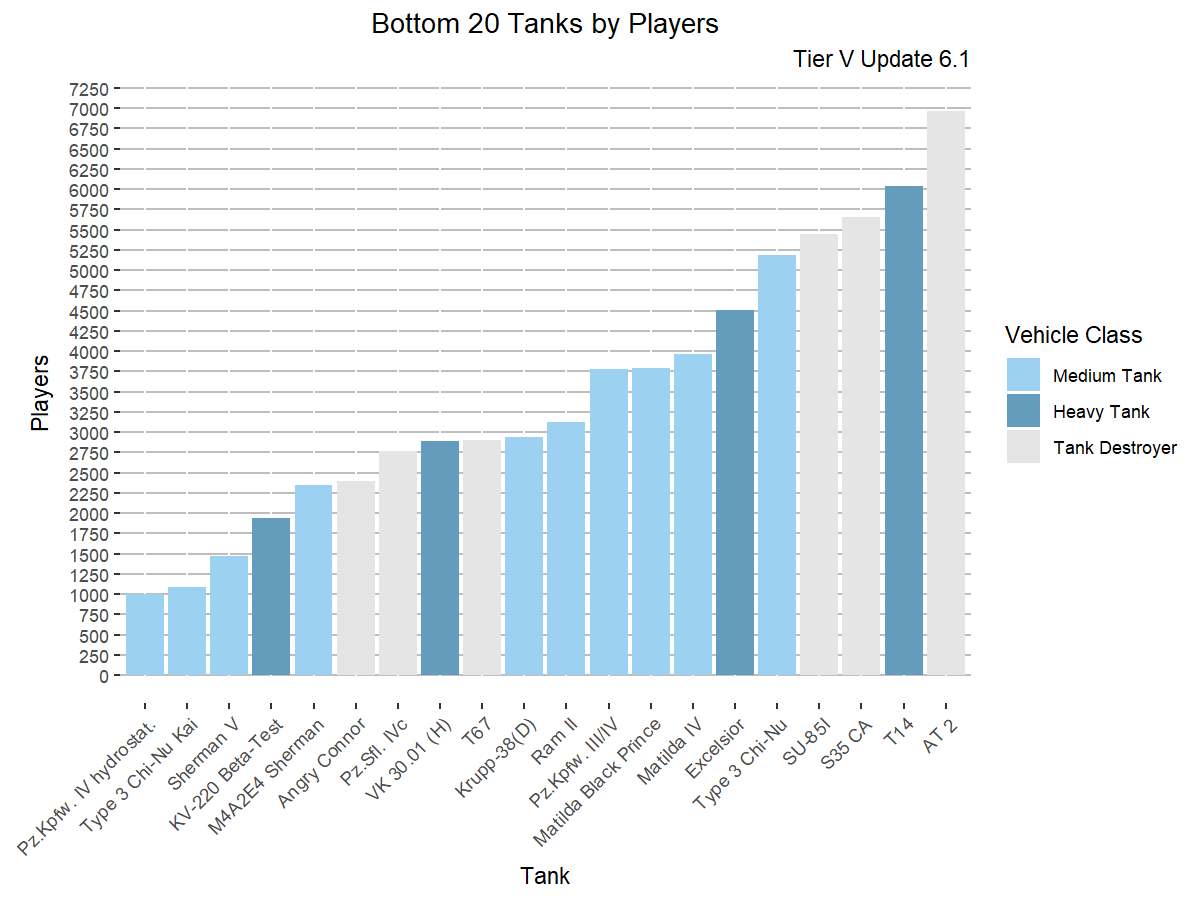 Bottom 20 Tanks by Players
Tier V Update 6.1
7250
7000
6750
6500
6250
6000
5750
5500
5250
5000
4750
4500
4250
4000
3750
3500
3250
3000
2750
2500
2250
2000
1750
1500
1250
1000
750
500
250
0
Players
Pz.Kpfw. IV hydrostat.
Type 3 Chi-Nu Kai
Sherman V
KV-220 Beta-Test
M4A2E4 Sherman
Angry Connor
Pz.Sfl. IVc
VK 30.01 (H)
T67
Krupp-38(D)
Ram II
Pz.Kpfw. III/IV
Matilda Black Prince
Matilda IV
Excelsior
Type 3 Chi-Nu
SU-85I
S35 CA
T14
AT 2
Tank
Vehicle Class
Medium Tank
Heavy Tank
Tank Destroyer